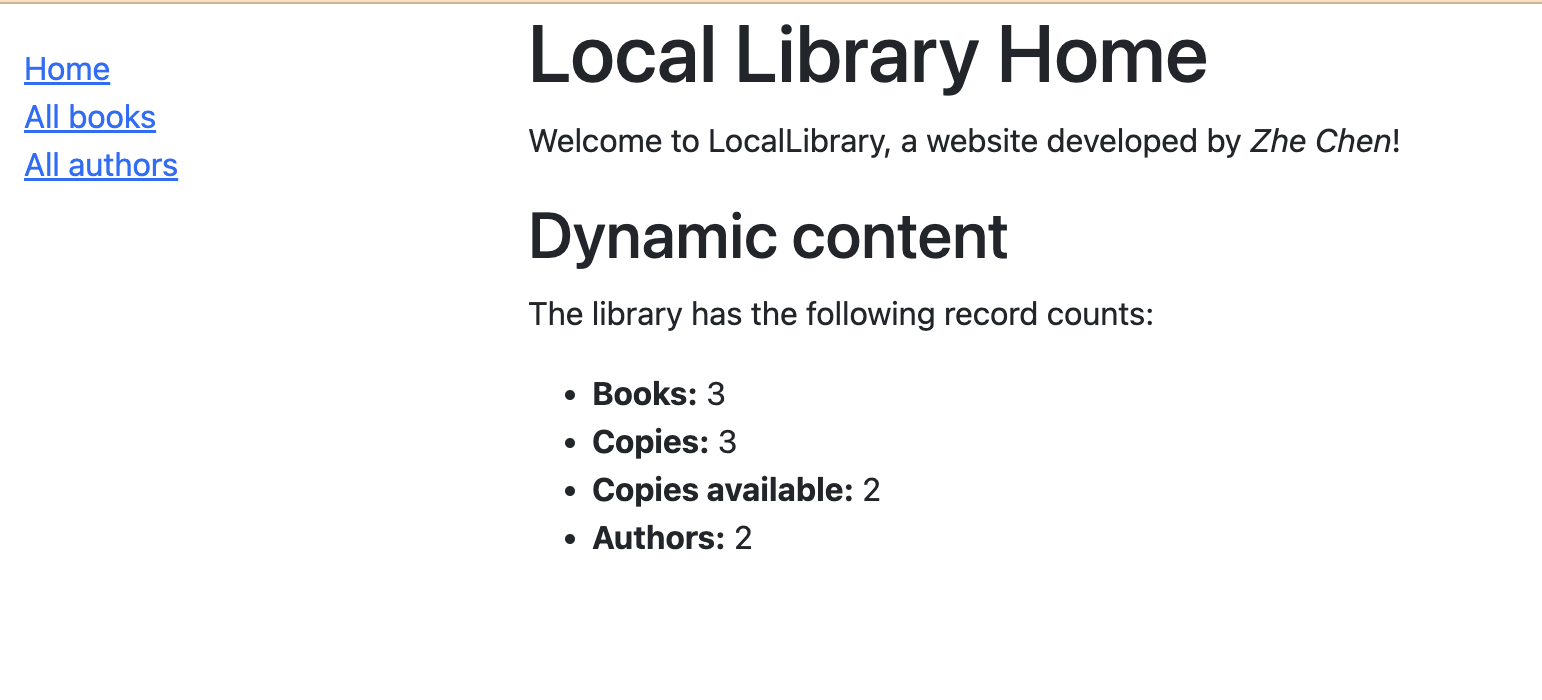 Home
All books
All authors
Local Library Home
Welcome to LocalLibrary, a website developed by Zhe Chen!
Dynamic content
The library has the following record counts:
• Books: 3
• Copies: 3
• Copies available: 2
• Authors: 2